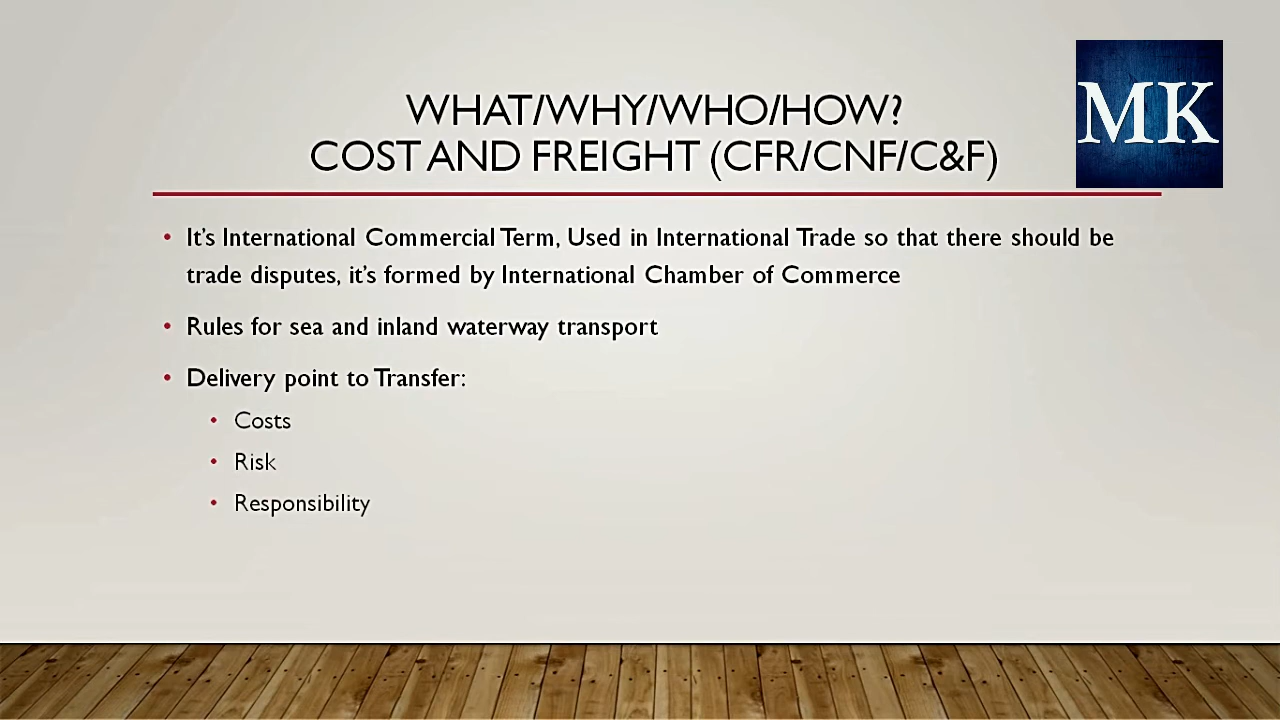 WHAT/WHY/WHO/HOW?
COST AND FREIGHT (CFR/CNF/C&F)
MK
• It's International Commercial Term, Used in International Trade so that there should be
trade disputes, it's formed by International Chamber of Commerce
• Rules for sea and inland waterway transport
• Delivery point to Transfer:
• Costs
• Risk
• Responsibility